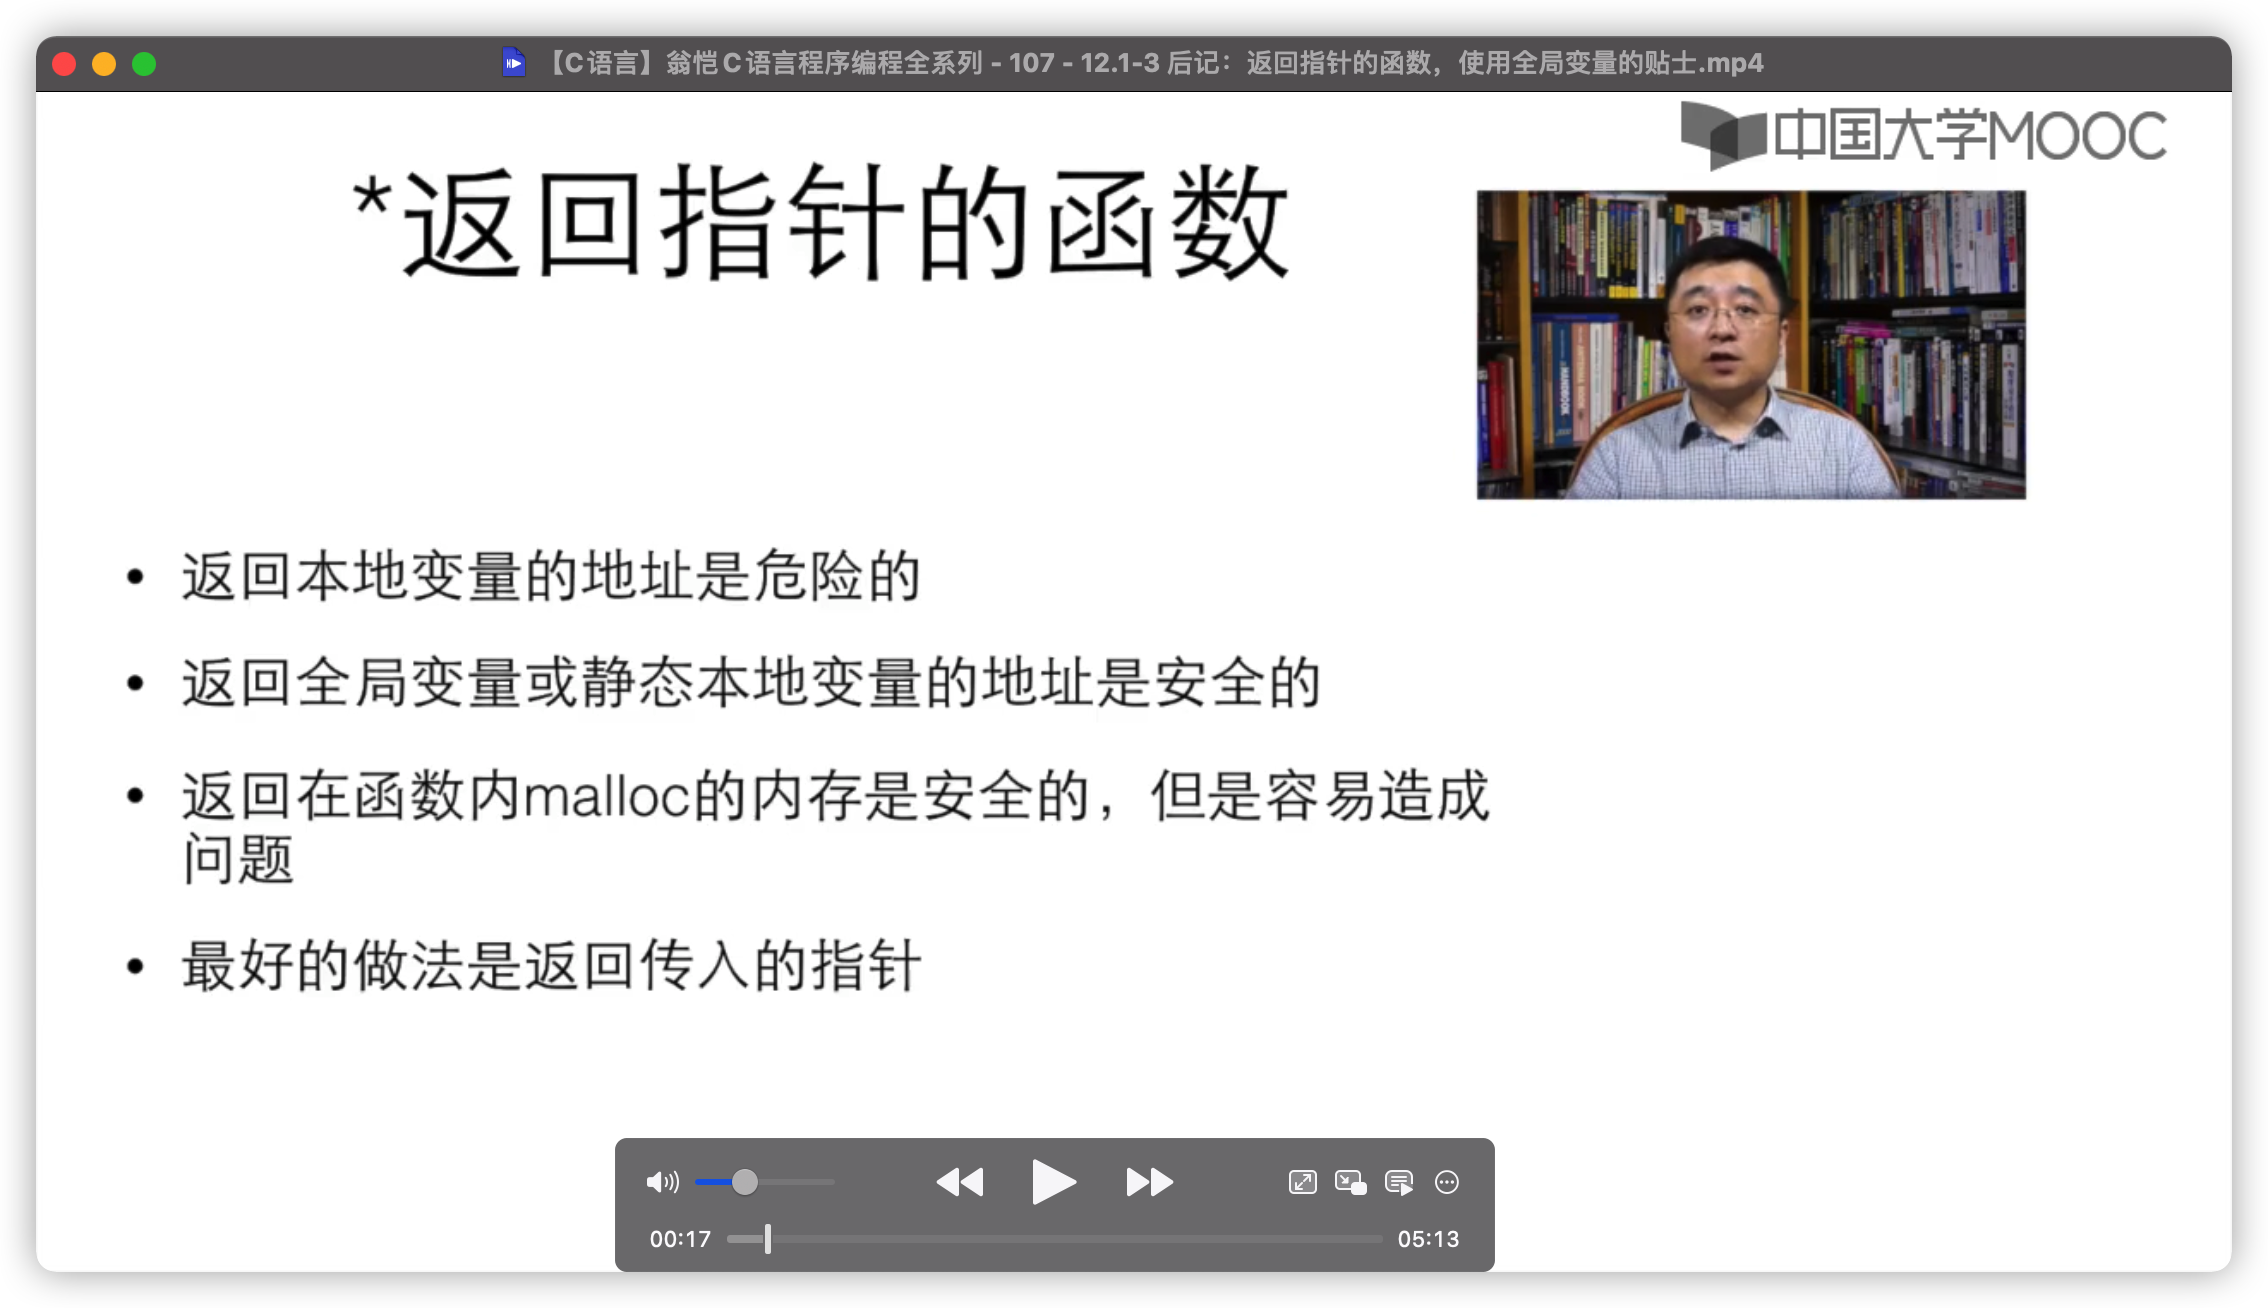 【C语言】翁恺C语言程序编程全系列 - 107 - 12.1-3 后记：返回指针的函数，使用全局变量的贴士.mp4
中国大学MOOC
*返回指针的函数
• 返回本地变量的地址是危险的
• 返回全局变量或静态本地变量的地址是安全的
• 返回在函数内malloc的内存是安全的，但是容易造成
问题
• 最好的做法是返回传入的指针
00:17
05:13